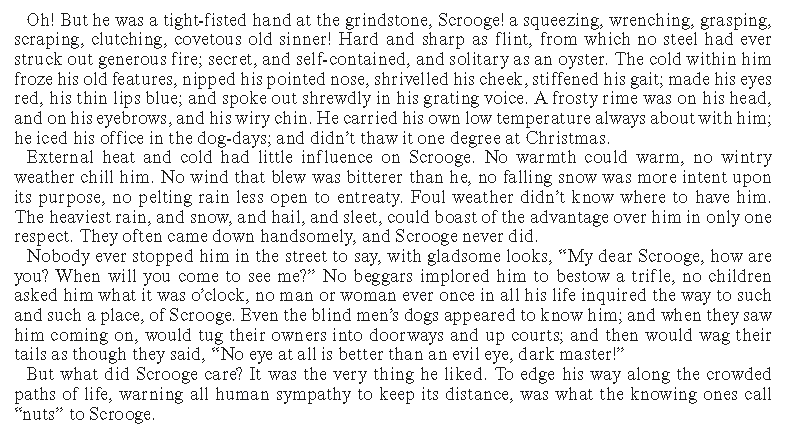 Oh! But he was a tight-fisted hand at the grindstone, Scrooge! a squeezing, wrenching, grasping,
scraping, clutching, covetous old sinner! Hard and sharp as flint, from which no steel had ever
struck out generous fire; secret, and self-contained, and solitary as an oyster. The cold within him
froze his old features, nipped his pointed nose, shrivelled his cheek, stiffened his gait; made his eyes
red, his thin lips blue; and spoke out shrewdly in his grating voice. A frosty rime was on his head,
and on his eyebrows, and his wiry chin. He carried his own low temperature always about with him;
he iced his office in the dog-days; and didn’t thaw it one degree at Christmas.
External heat and cold had little influence on Scrooge. No warmth could warm, no wintry
weather chill him. No wind that blew was bitterer than he, no falling snow was more intent upon
its purpose, no pelting rain less open to entreaty. Foul weather didn’t know where to have him.
The heaviest rain, and snow, and hail, and sleet, could boast of the advantage over him in only one
respect. They often came down handsomely, and Scrooge never did.
Nobody ever stopped him in the street to say, with gladsome looks, “My dear Scrooge, how are
you? When will you come to see me?” No beggars implored him to bestow a trifle, no children
asked him what it was o’clock, no man or woman ever once in all his life inquired the way to such
and such a place, of Scrooge. Even the blind men’s dogs appeared to know him; and when they saw
him coming on, would tug their owners into doorways and up courts; and then would wag their
tails as though they said, “No eye at all is better than an evil eye, dark master!”
But what did Scrooge care? It was the very thing he liked. To edge his way along the crowded
paths of life, warning all human sympathy to keep its distance, was what the knowing ones call
“nuts” to Scrooge.